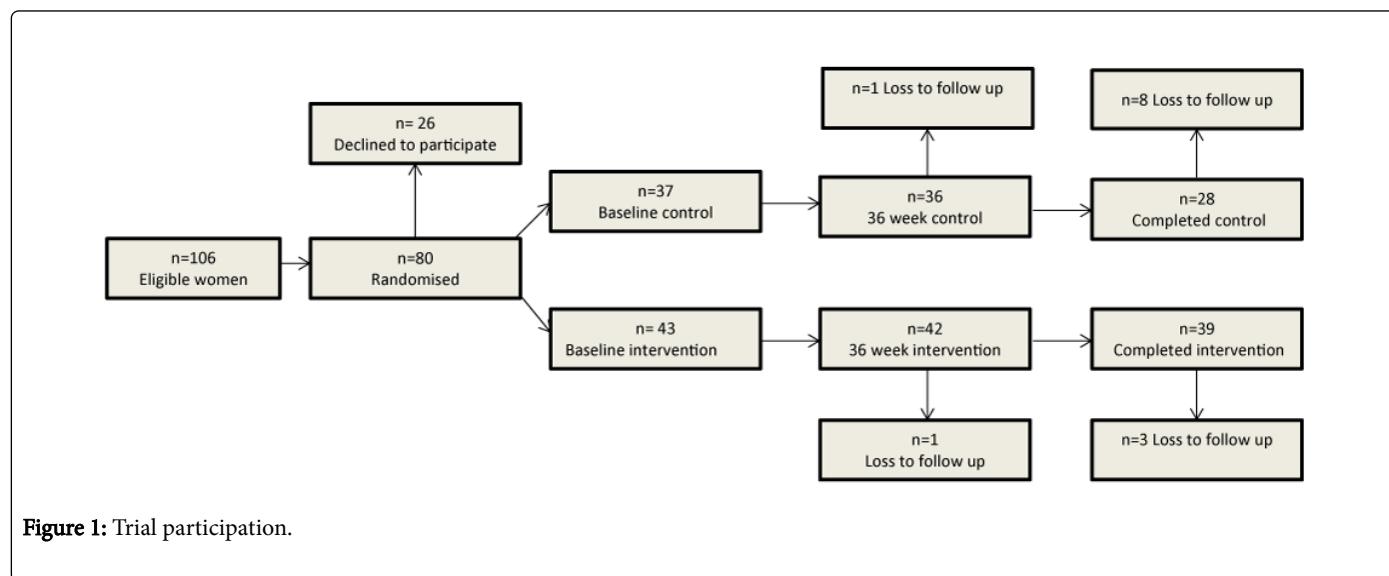 n=106
Eligible women
n= 26
Declined to participate
n=80
Randomised
n=37
Baseline control
n=1 Loss to follow up
n=36
36 week control
n=8 Loss to follow up
n=28
Completed control
n= 43
Baseline intervention
n=42
36 week intervention
n=1
Loss to follow up
n=39
Completed intervention
n=3 Loss to follow up
Figure 1: Trial participation.